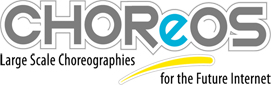 CHOReOS
Large Scale Choreographies
for the Future Internet